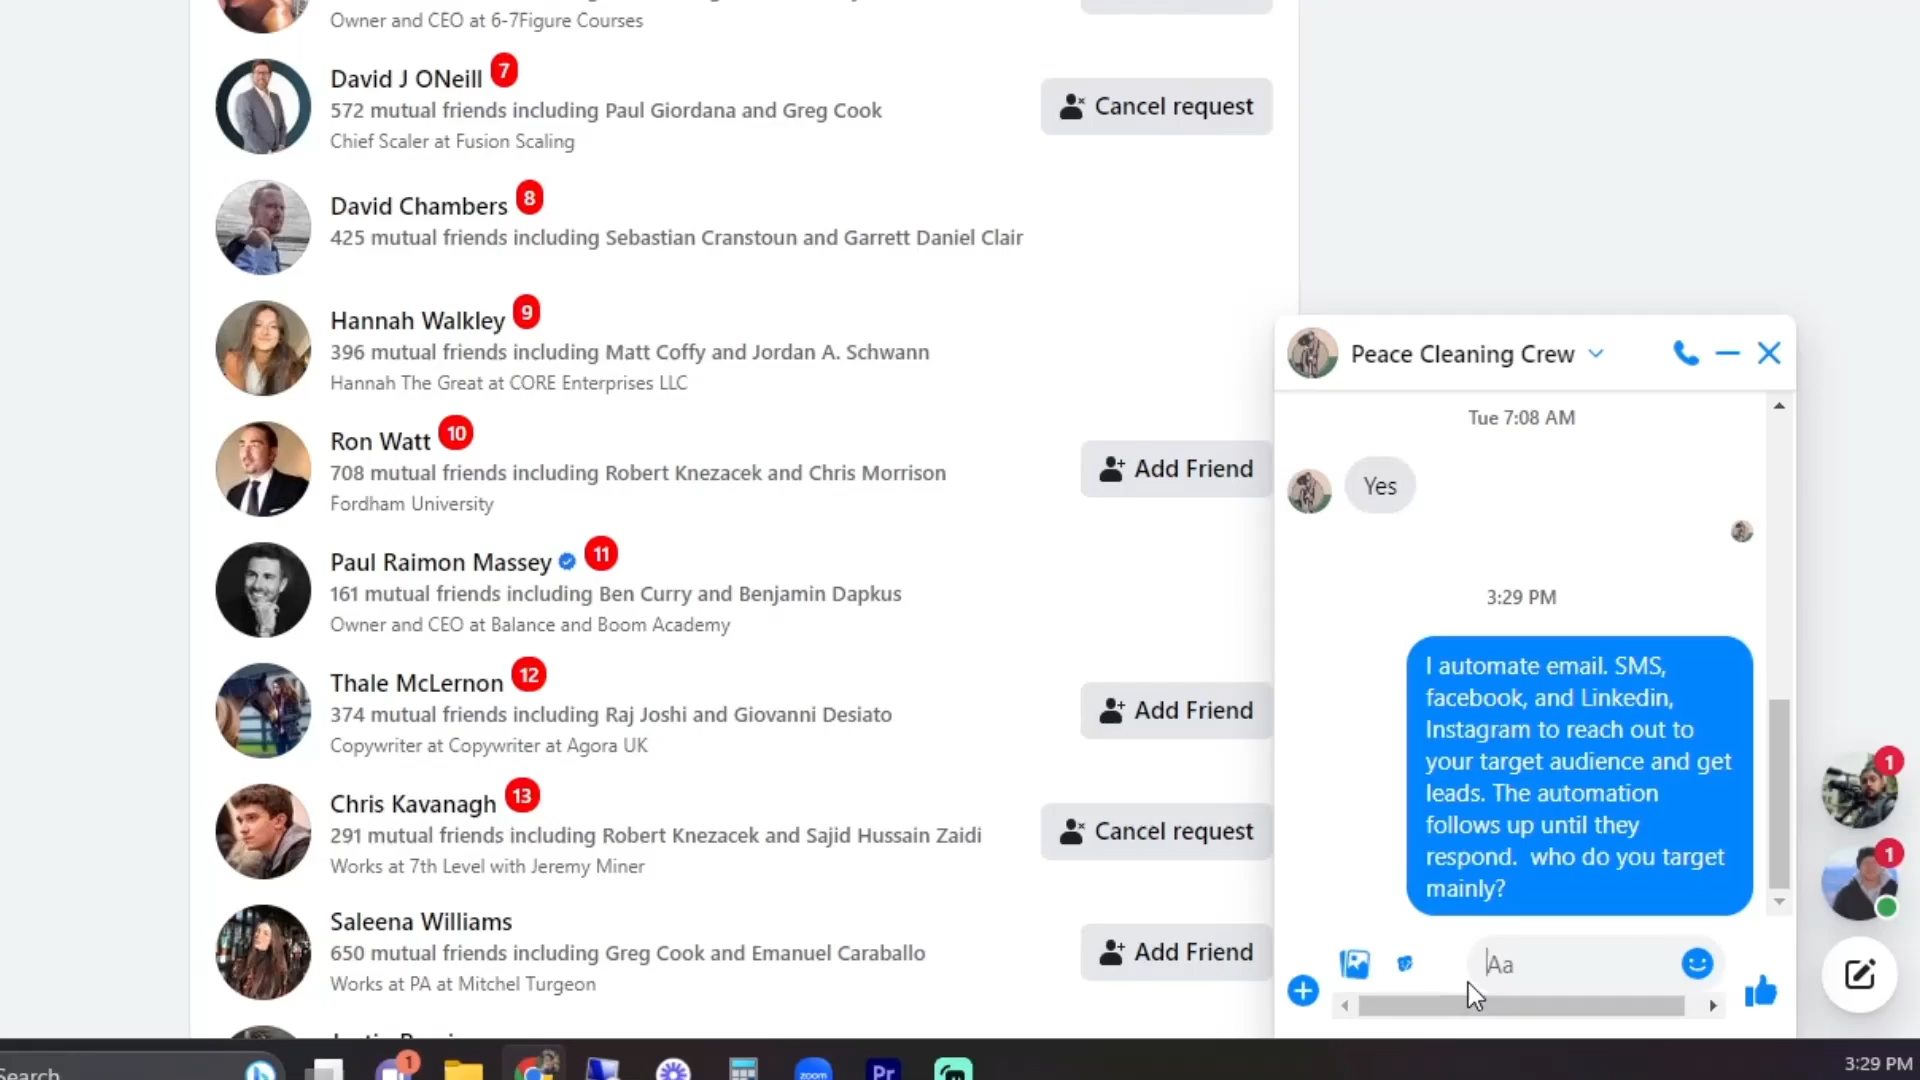 Owner and CEO at 6-7Figure Courses
David J ONeill 7
572 mutual friends including Paul Giordana and Greg Cook
Chief Scaler at Fusion Scaling
Cancel request
David Chambers 8
425 mutual friends including Sebastian Cranstoun and Garrett Daniel Clair
Hannah Walkley 9
396 mutual friends including Matt Coffy and Jordan A. Schwann
Hannah The Great at CORE Enterprises LLC
Ron Watt 10
708 mutual friends including Robert Knezacek and Chris Morrison
Fordham University
Add Friend
Paul Raimon Massey 11
161 mutual friends including Ben Curry and Benjamin Dapkus
Owner and CEO at Balance and Boom Academy
Thale McLernon 12
374 mutual friends including Raj Joshi and Giovanni Desiato
Copywriter at Copywriter at Agora UK
Add Friend
Chris Kavanagh 13
291 mutual friends including Robert Knezacek and Sajid Hussain Zaidi
Works at 7th Level with Jeremy Miner
Cancel request
Saleena Williams
650 mutual friends including Greg Cook and Emanuel Caraballo
Works at PA at Mitchel Turgeon
Add Friend
Peace Cleaning Crew
Tue 7:08 AM
Yes
3:29 PM
I automate email. SMS,
facebook, and Linkedin,
Instagram to reach out to
your target audience and get
leads. The automation
follows up until they
respond.  who do you target
mainly?
Aa
1
1
Search
1
zoom
Pr
3:29 PM